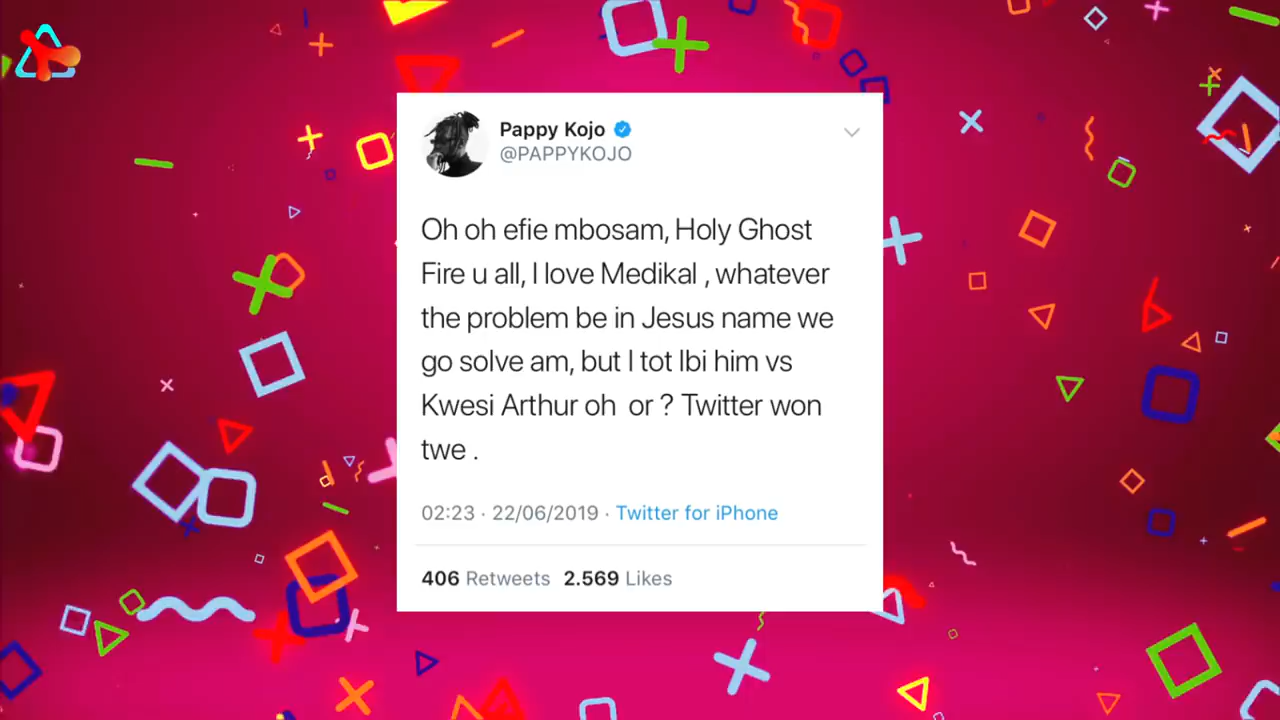 Pappy Kojo
@PAPPYKOJO
Oh oh efie mbosam, Holy Ghost
Fire u all, I love Medikal , whatever
the problem be in Jesus name we
go solve am, but I tot Ibi him vs
Kwesi Arthur oh or ? Twitter won
twe .
02:23 · 22/06/2019 · Twitter for iPhone
406 Retweets 2.569 Likes